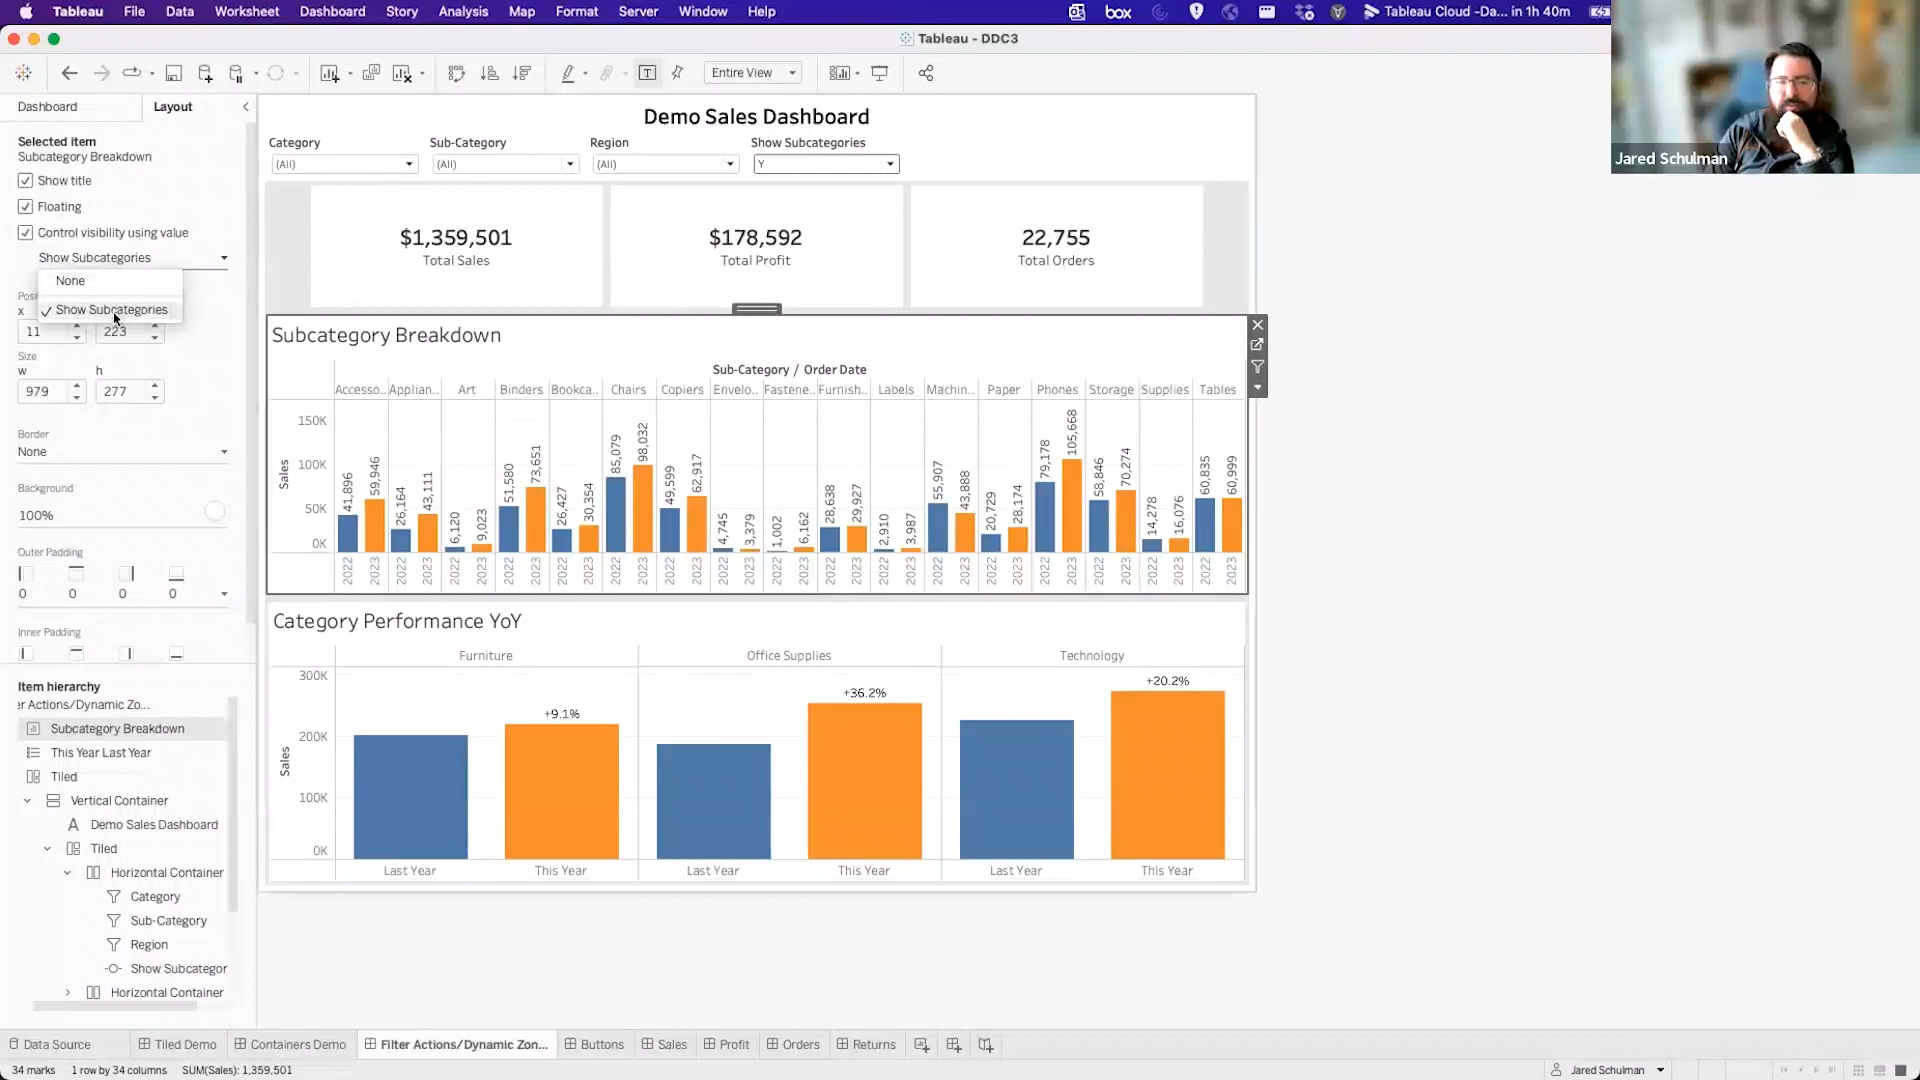 Tableau File Data Worksheet Dashboard Story Analysis Map Format Server Window Help box Tableau Cloud -Da... in 1h 40m
Tableau - DDC3
Entire View
Jared Schulman
Dashboard Layout
Selected item
Subcategory Breakdown
Show title
Floating
Control visibility using value
Show Subcategories
None
Show Subcategories
x
11 223
Size
w h
979 277
Border
None
Background
100%
Outer Padding
0 0 0 0
Inner Padding
Item hierarchy
er Actions/Dynamic Zo...
Subcategory Breakdown
This Year Last Year
Tiled
Vertical Container
Demo Sales Dashboard
Tiled
Horizontal Container
Category
Sub-Category
Region
Show Subcategor
Horizontal Container
Demo Sales Dashboard
Category Sub-Category Region Show Subcategories
(All) (All) (All) Y
$1,359,501 $178,592 22,755
Total Sales Total Profit Total Orders
Subcategory Breakdown
Sub-Category / Order Date
Accesso.. Applian.. Art Binders Bookca.. Chairs Copiers Envelo.. Fastene.. Furnish.. Labels Machin.. Paper Phones Storage Supplies Tables
Sales
150K
100K
50K
0K
41,896 59,946 26,164 43,111 6,120 9,023 51,580 73,651 26,427 30,354 85,079 98,032 49,599 62,917 4,745 3,379 1,002 6,162 28,638 29,927 2,910 3,987 55,907 43,888 20,729 28,174 79,178 105,668 58,846 70,274 14,278 16,076 60,835 60,999
2022 2023 2022 2023 2022 2023 2022 2023 2022 2023 2022 2023 2022 2023 2022 2023 2022 2023 2022 2023 2022 2023 2022 2023 2022 2023 2022 2023 2022 2023 2022 2023 2022 2023
Category Performance YoY
Furniture Office Supplies Technology
Sales
300K
200K
100K
0K
+9.1% +36.2% +20.2%
Last Year This Year Last Year This Year Last Year This Year
Data Source Tiled Demo Containers Demo Filter Actions/Dynamic Zon... Buttons Sales Profit Orders Returns
34 marks 1 row by 34 columns SUM(Sales): 1,359,501 Jared Schulman